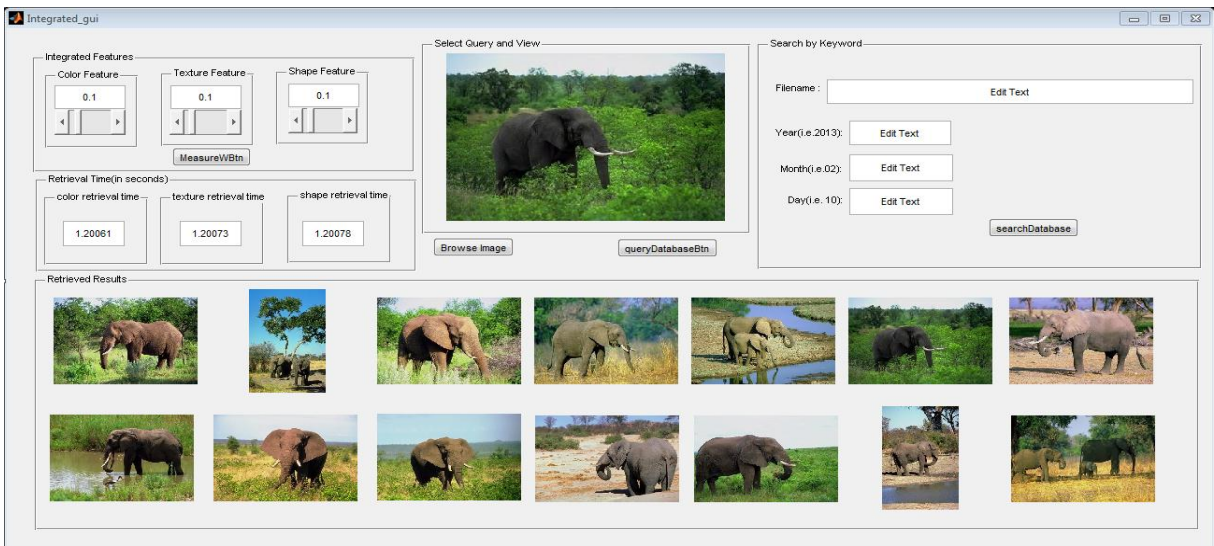 Integrated_gui
Integrated Features
Color Feature
Texture Feature
Shape Feature
0.1
0.1
0.1
MeasureWBtn
Retrieval Time(in seconds)
color retrieval time
texture retrieval time
shape retrieval time
1.20061
1.20073
1.20078
Select Query and View
Browse Image
queryDatabaseBtn
Search by Keyword
Filename :
Edit Text
Year(i.e.2013):
Edit Text
Month(i.e.02):
Edit Text
Day(i.e. 10):
Edit Text
searchDatabase
Retrieved Results